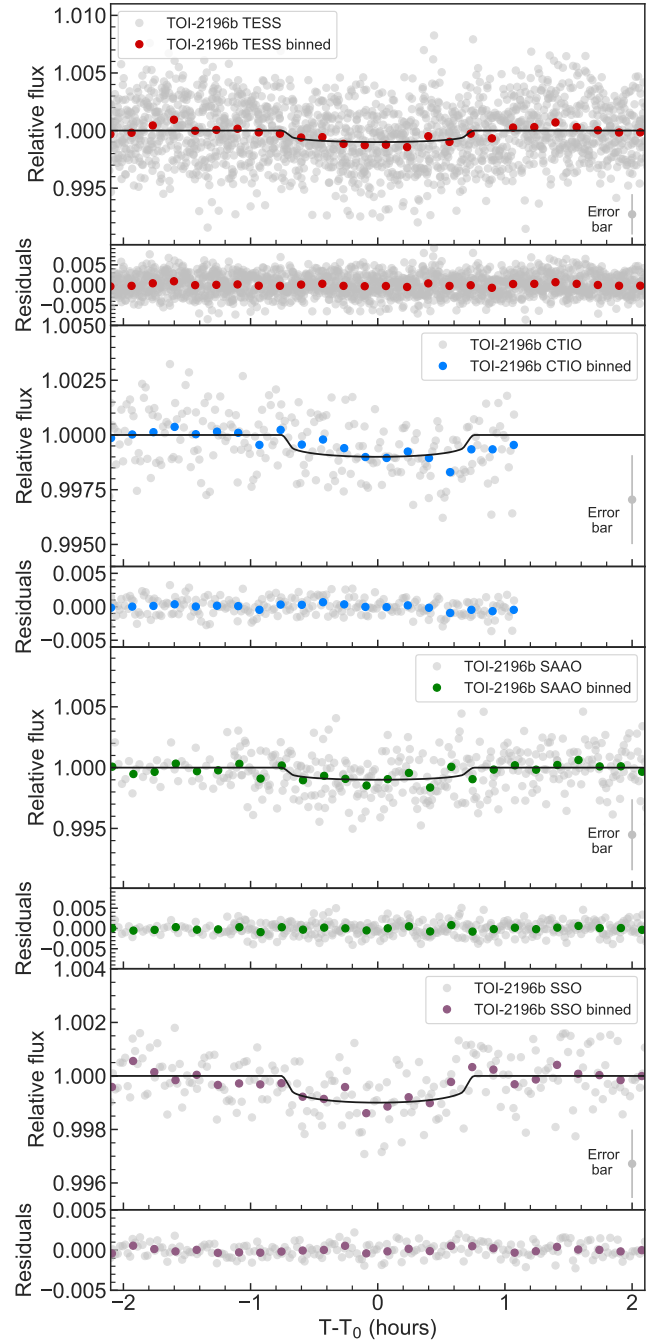 1.010
TOI-2196b TESS
TOI-2196b TESS binned
1.005
Relative flux
1.000
0.995
Error
bar
Residuals
0.005
0.000
−0.005
1.0050
TOI-2196b CTIO
TOI-2196b CTIO binned
1.0025
Relative flux
1.0000
0.9975
Error
bar
0.9950
Residuals
0.005
0.000
−0.005
1.010
TOI-2196b SAAO
TOI-2196b SAAO binned
1.005
Relative flux
1.000
0.995
Error
bar
Residuals
0.005
0.000
−0.005
1.004
TOI-2196b SSO
TOI-2196b SSO binned
1.002
Relative flux
1.000
0.998
Error
bar
0.996
Residuals
0.005
0.000
−0.005
−2 −1 0 1 2
T-T0 (hours)